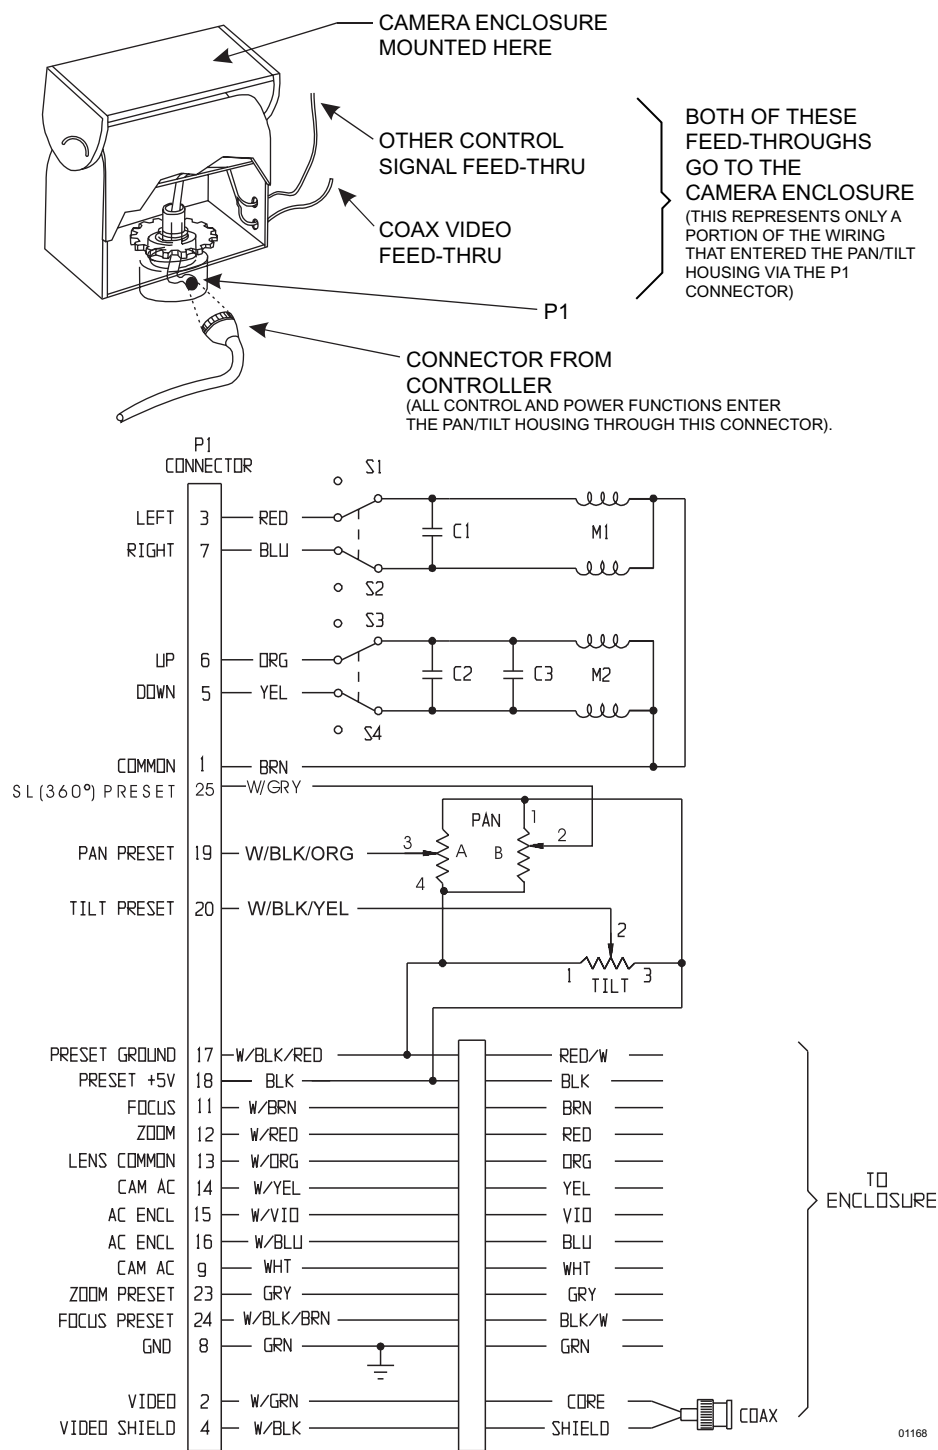 CAMERA ENCLOSURE
MOUNTED HERE
OTHER CONTROL
SIGNAL FEED-THRU
COAX VIDEO
FEED-THRU
BOTH OF THESE
FEED-THROUGHS
GO TO THE
CAMERA ENCLOSURE
(THIS REPRESENTS ONLY A
PORTION OF THE WIRING
THAT ENTERED THE PAN/TILT
HOUSING VIA THE P1
CONNECTOR)
P1
CONNECTOR FROM
CONTROLLER
(ALL CONTROL AND POWER FUNCTIONS ENTER
THE PAN/TILT HOUSING THROUGH THIS CONNECTOR).
P1
CONNECTOR
S1
LEFT 3 RED
C1 M1
RIGHT 7 BLU
S2
S3
UP 6 ORG
C2 C3 M2
DOWN 5 YEL
S4
COMMON 1 BRN
SL(360°) PRESET 25 W/GRY
PAN 1
2
PAN PRESET 19 W/BLK/ORG 3 A B
4
TILT PRESET 20 W/BLK/YEL
2
1 TILT 3
PRESET GROUND 17 W/BLK/RED RED/W
PRESET +5V 18 BLK BLK
FOCUS 11 W/BRN BRN
ZOOM 12 W/RED RED
LENS COMMON 13 W/ORG ORG
CAM AC 14 W/YEL YEL
AC ENCL 15 W/VIO VIO
AC ENCL 16 W/BLU BLU
CAM AC 9 WHT WHT
ZOOM PRESET 23 GRY GRY
FOCUS PRESET 24 W/BLK/BRN BLK/W
GND 8 GRN GRN
TO
ENCLOSURE
VIDEO 2 W/GRN CORE
COAX
VIDEO SHIELD 4 W/BLK SHIELD
01168